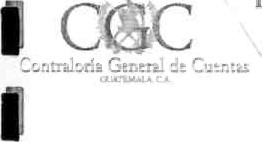 CGC
Contraloría General de Cuentas
GUATEMALA, C.A.